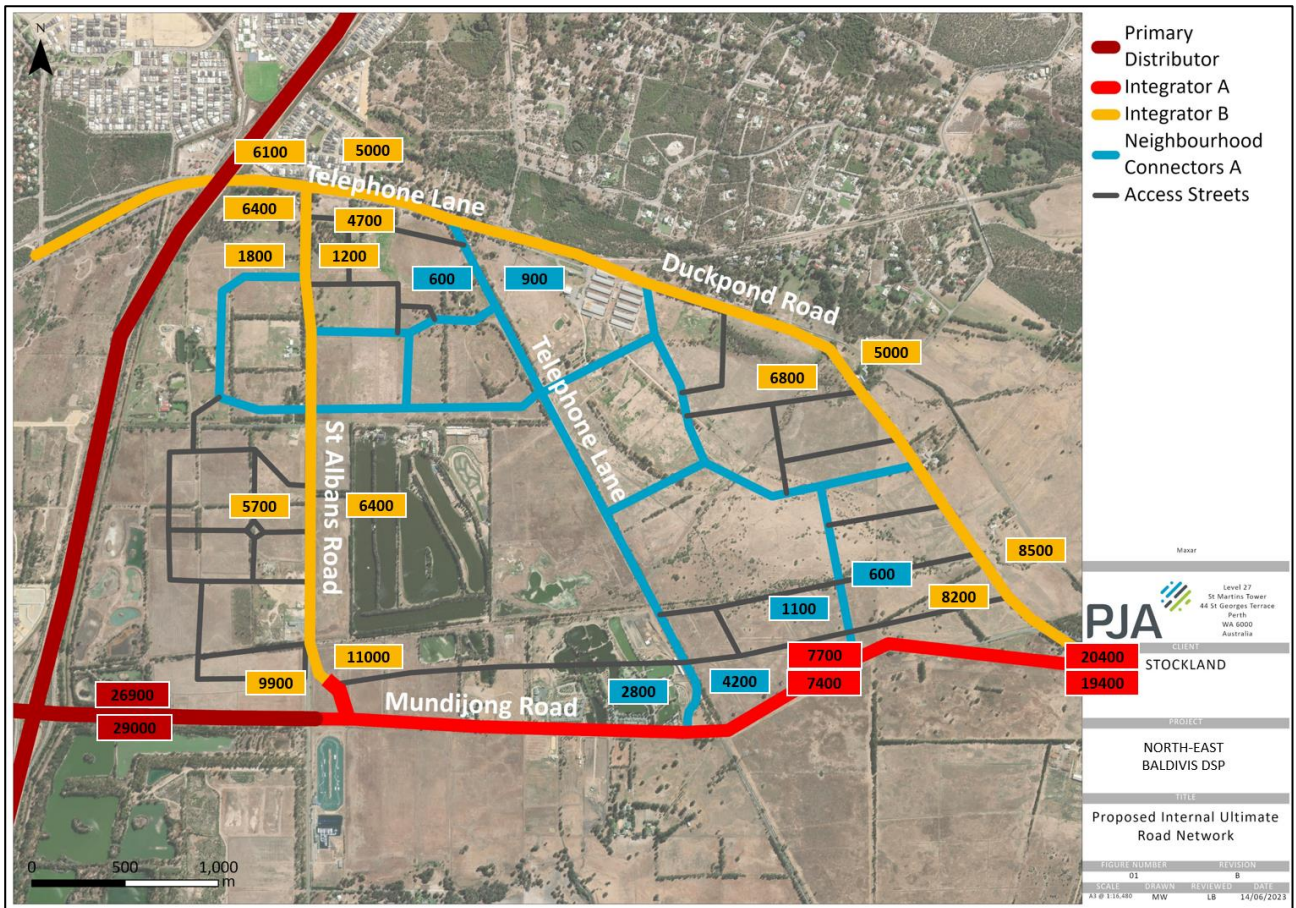 N
6100
5000
Telephone Lane
6400
4700
1800
1200
600
900
Duckpond Road
5000
6800
Telephone Lane
St Albans Road
5700
6400
8500
600
8200
1100
11000
9900
7700
7400
20400
19400
4200
2800
26900
29000
Mundijong Road
0 500 1,000
m
Primary
Distributor
Integrator A
Integrator B
Neighbourhood
Connectors A
Access Streets
Maxar
PJA
Level 27
St Martins Tower
44 St Georges Terrace
Perth
WA 6000
Australia
CLIENT
STOCKLAND
PROJECT
NORTH-EAST
BALDIVIS DSP
TITLE
Proposed Internal Ultimate
Road Network
FIGURE NUMBER REVISION
01 B
SCALE DRAWN REVIEWED DATE
A3 @ 1:16,480 MW LB 14/06/2023